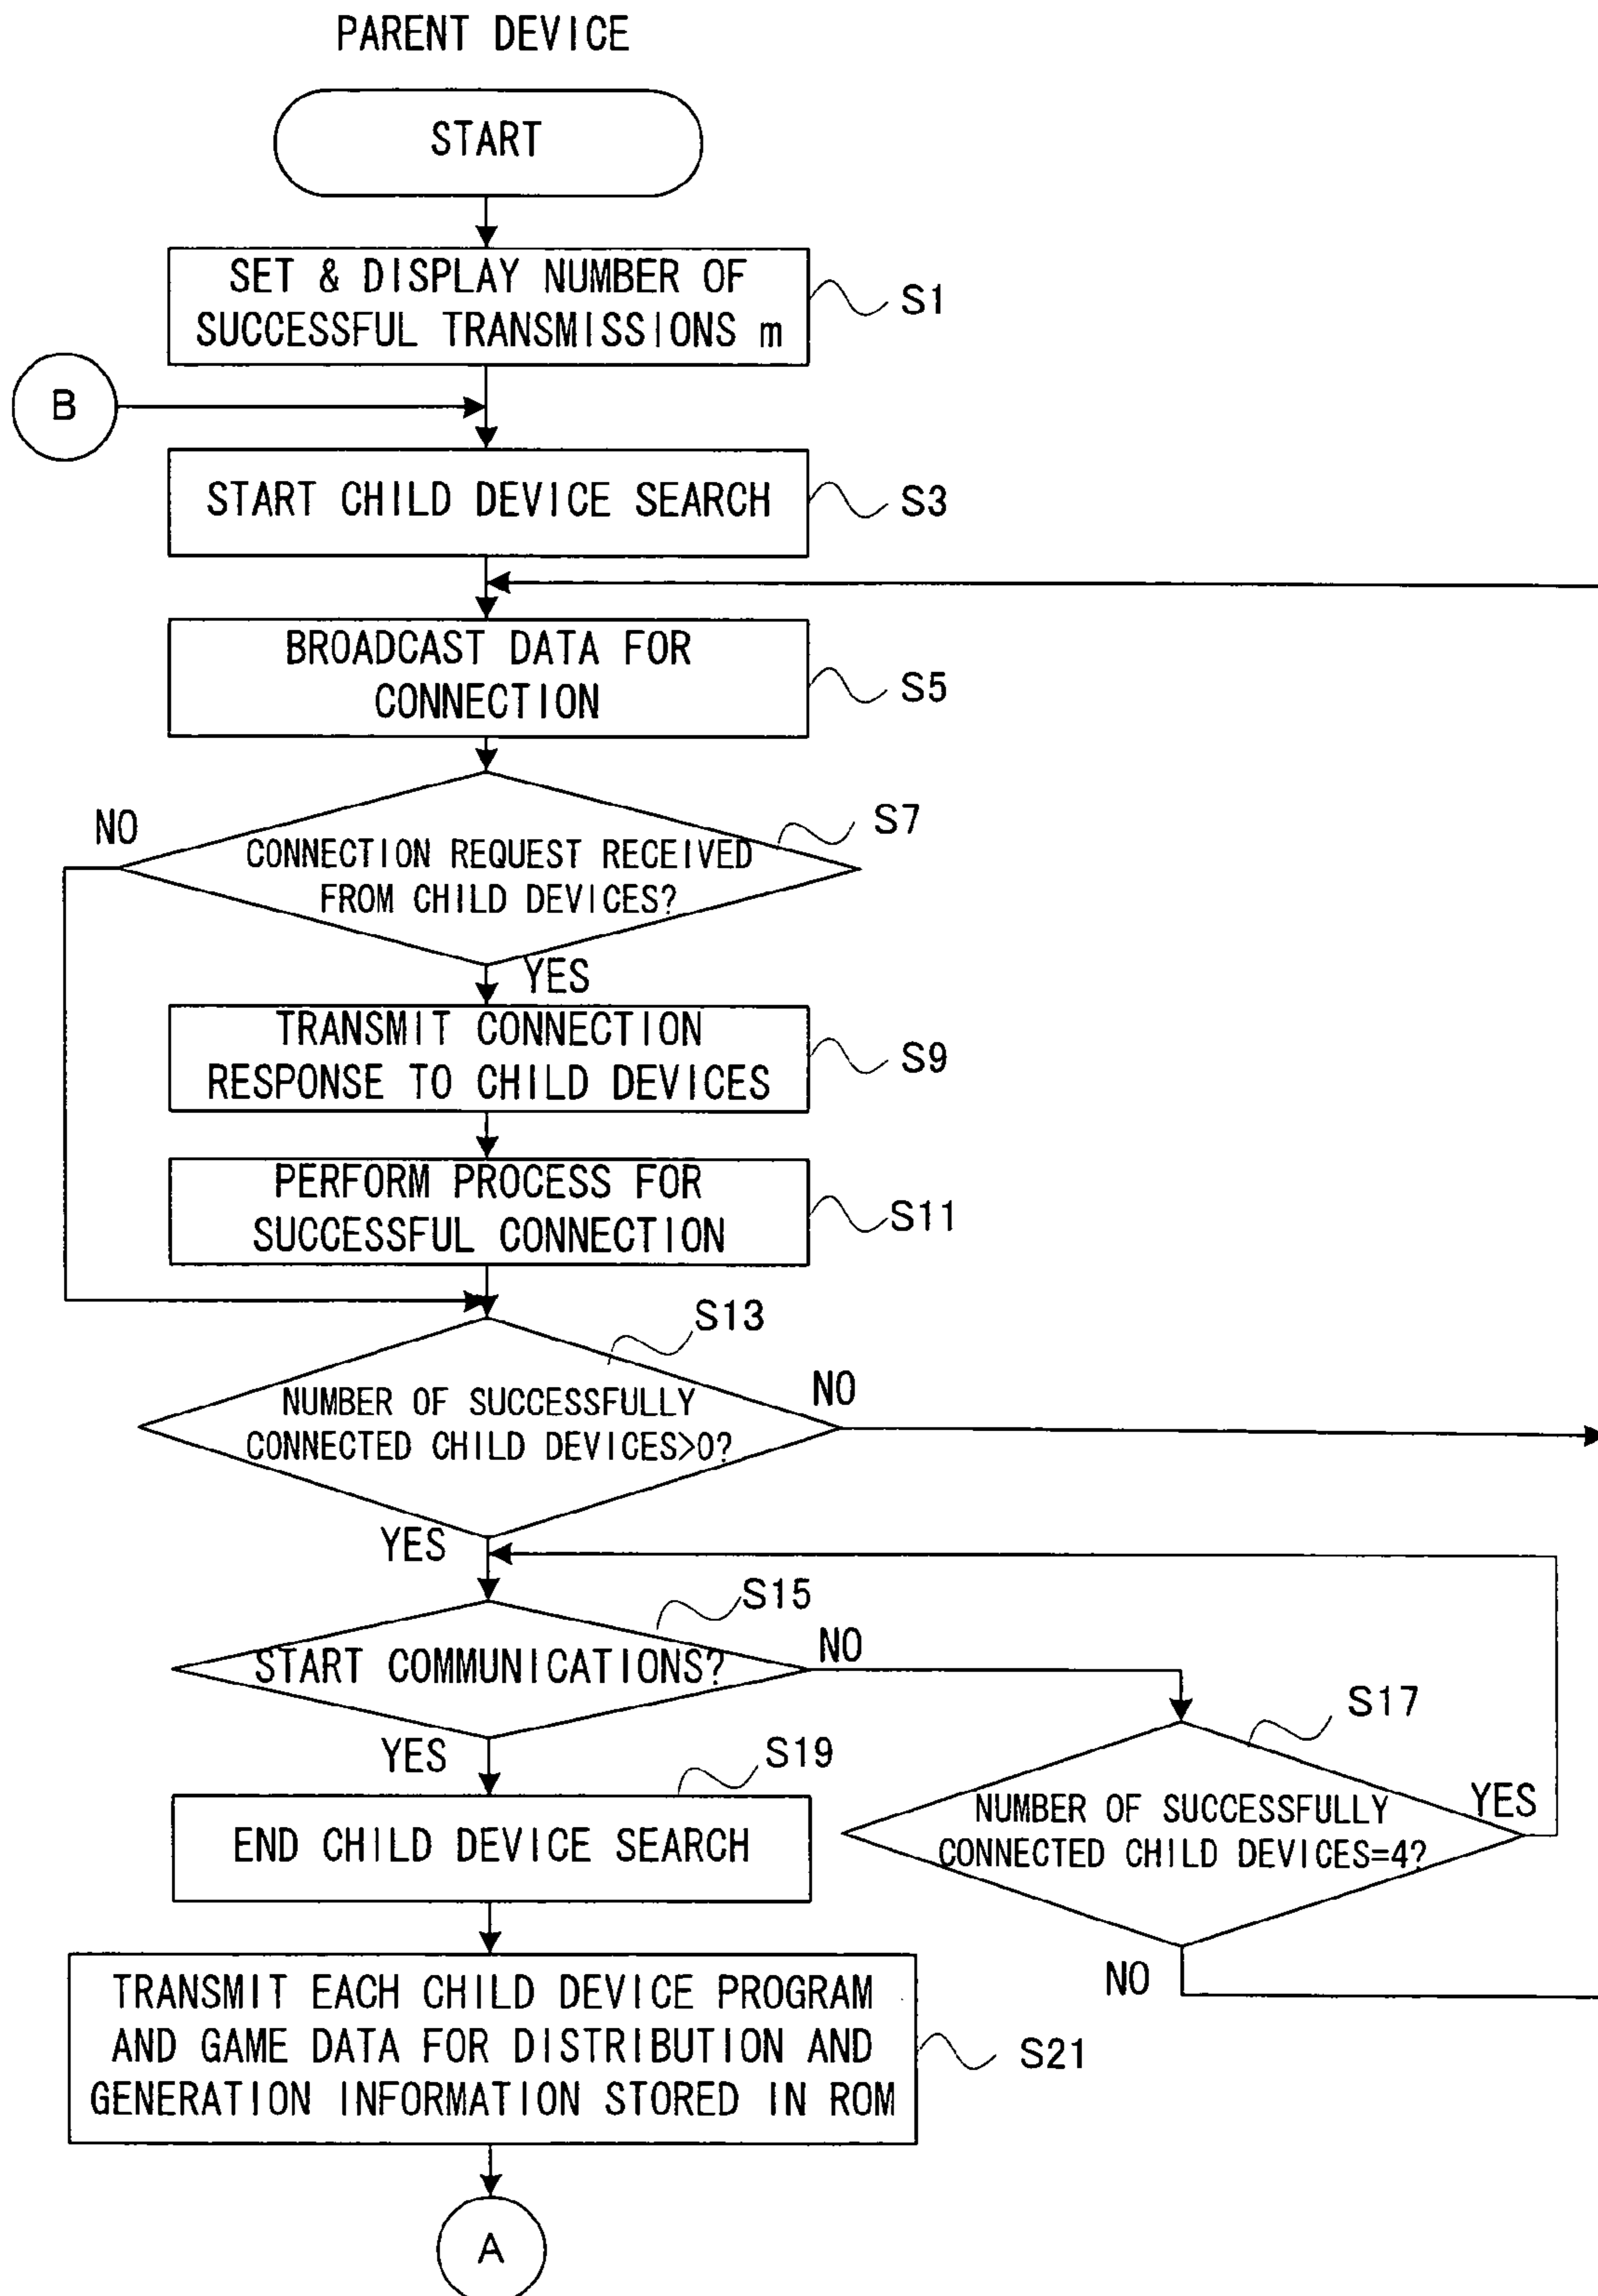 PARENT DEVICE
START
SET & DISPLAY NUMBER OF
SUCCESSFUL TRANSMISSIONS m
S1
B
START CHILD DEVICE SEARCH
S3
BROADCAST DATA FOR
CONNECTION
S5
NO
S7
CONNECTION REQUEST RECEIVED
FROM CHILD DEVICES?
YES
TRANSMIT CONNECTION
RESPONSE TO CHILD DEVICES
S9
PERFORM PROCESS FOR
SUCCESSFUL CONNECTION
S11
S13
NUMBER OF SUCCESSFULLY
CONNECTED CHILD DEVICES>0?
NO
YES
S15
START COMMUNICATIONS?
NO
S17
YES
S19
NUMBER OF SUCCESSFULLY
CONNECTED CHILD DEVICES=4?
YES
END CHILD DEVICE SEARCH
NO
TRANSMIT EACH CHILD DEVICE PROGRAM
AND GAME DATA FOR DISTRIBUTION AND
GENERATION INFORMATION STORED IN ROM
S21
A